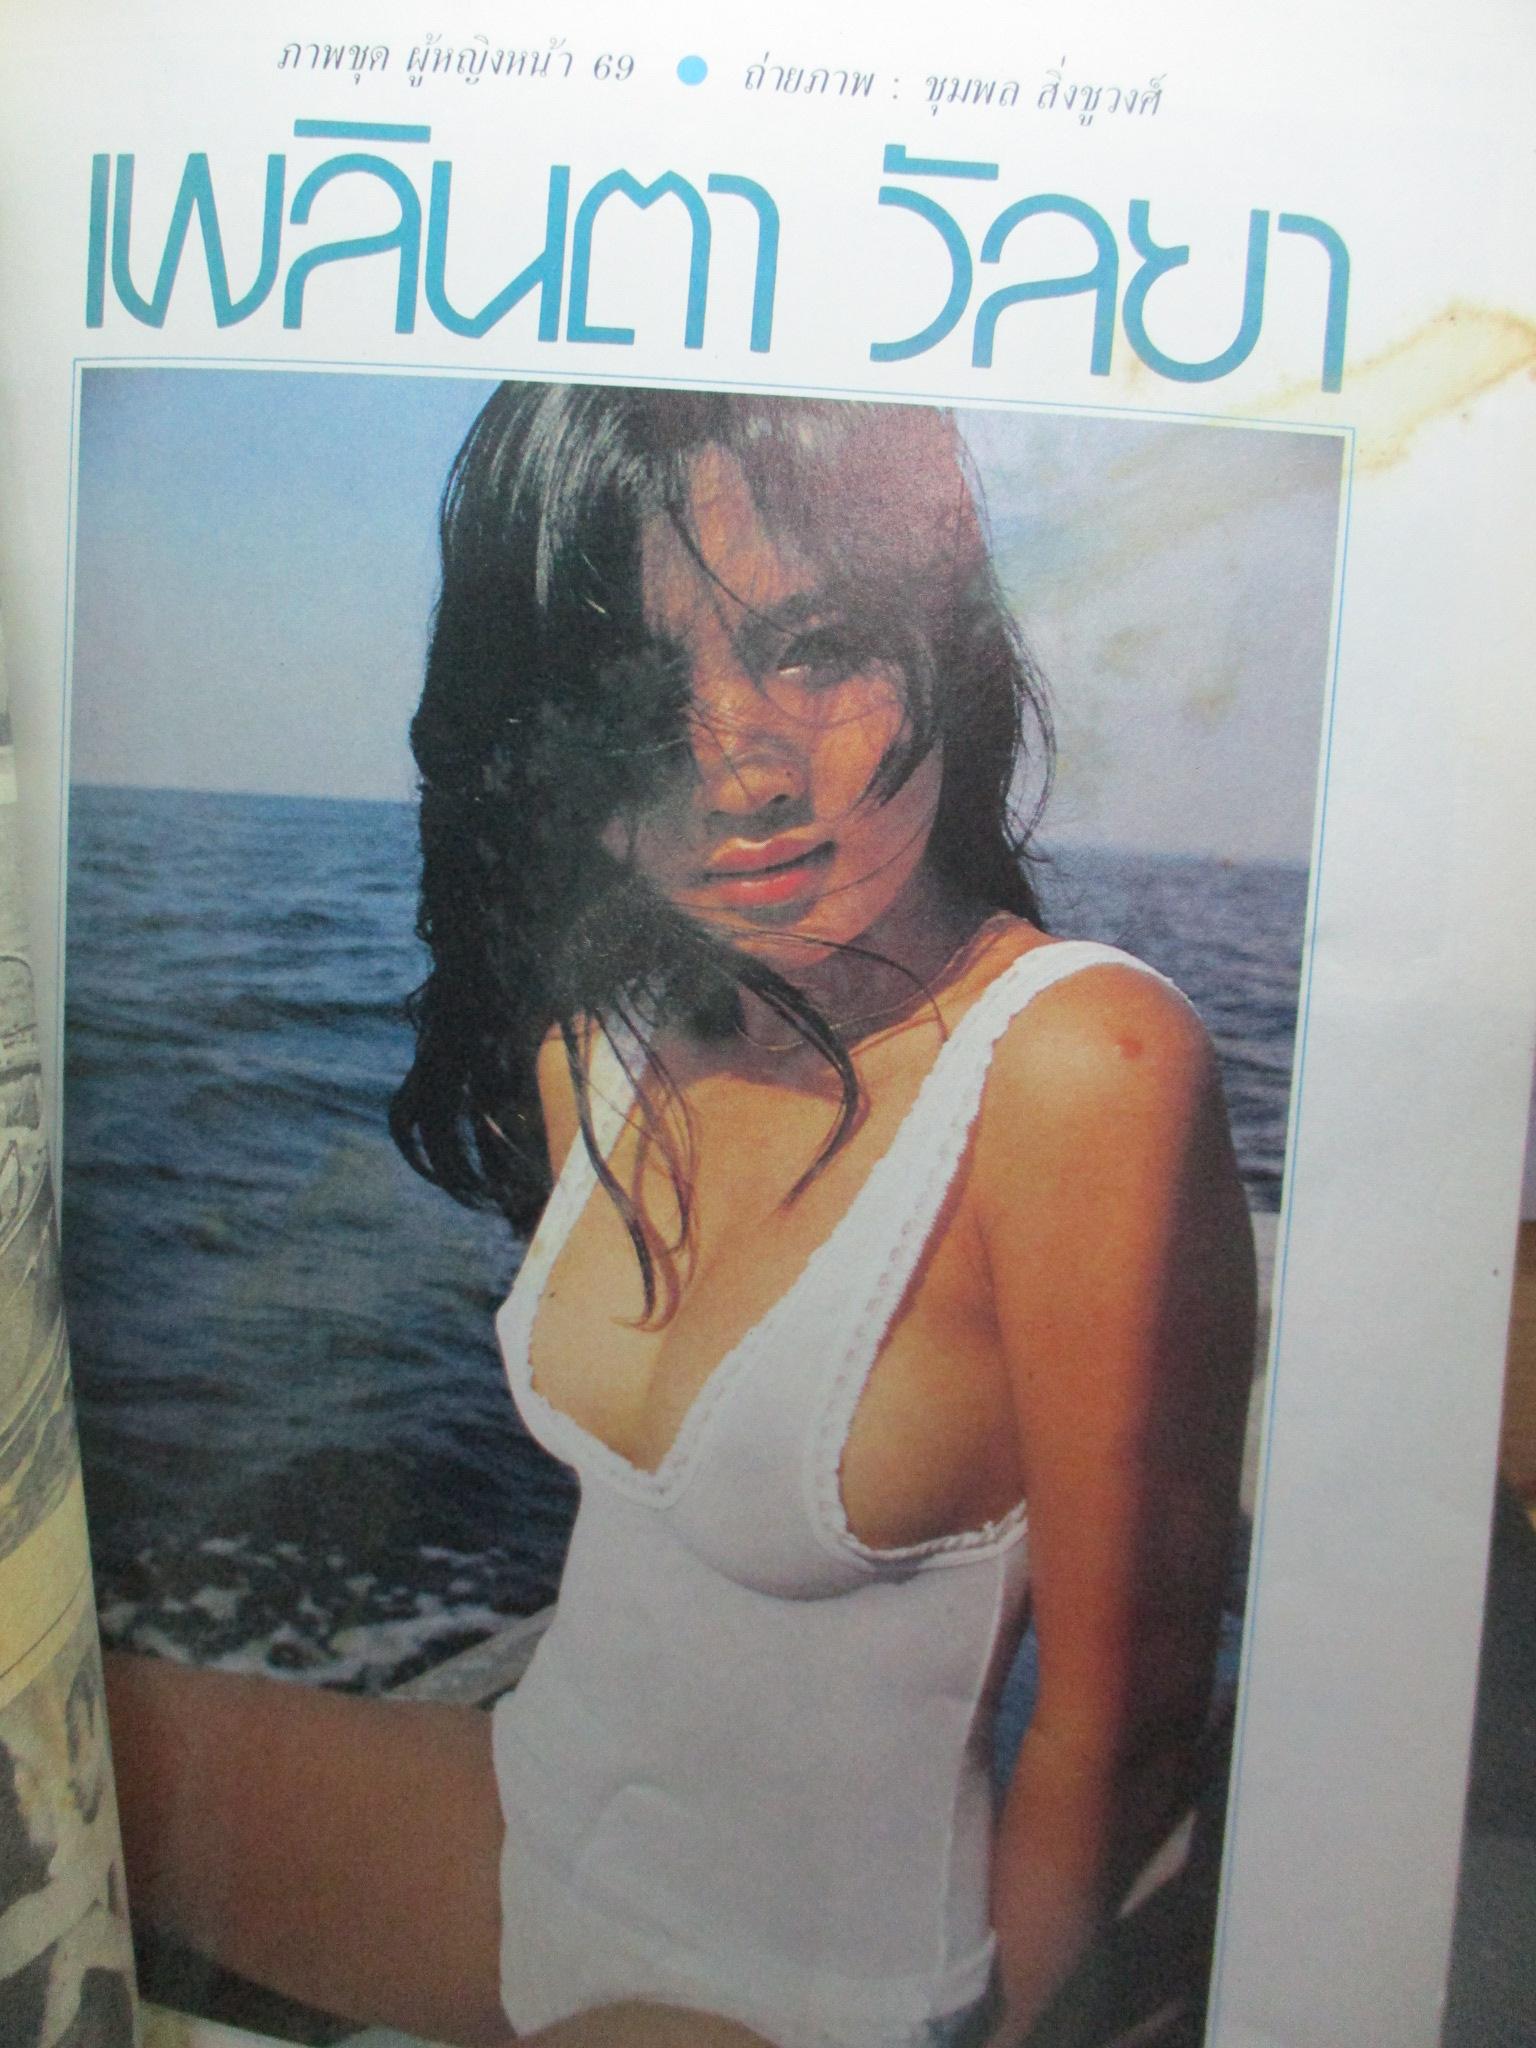 ภาพชุด ผู้หญิงหน้า 69 ● ถ่ายภาพ : ชุมพล สิ่งชูวงศ์
เพลินตา วัลยา